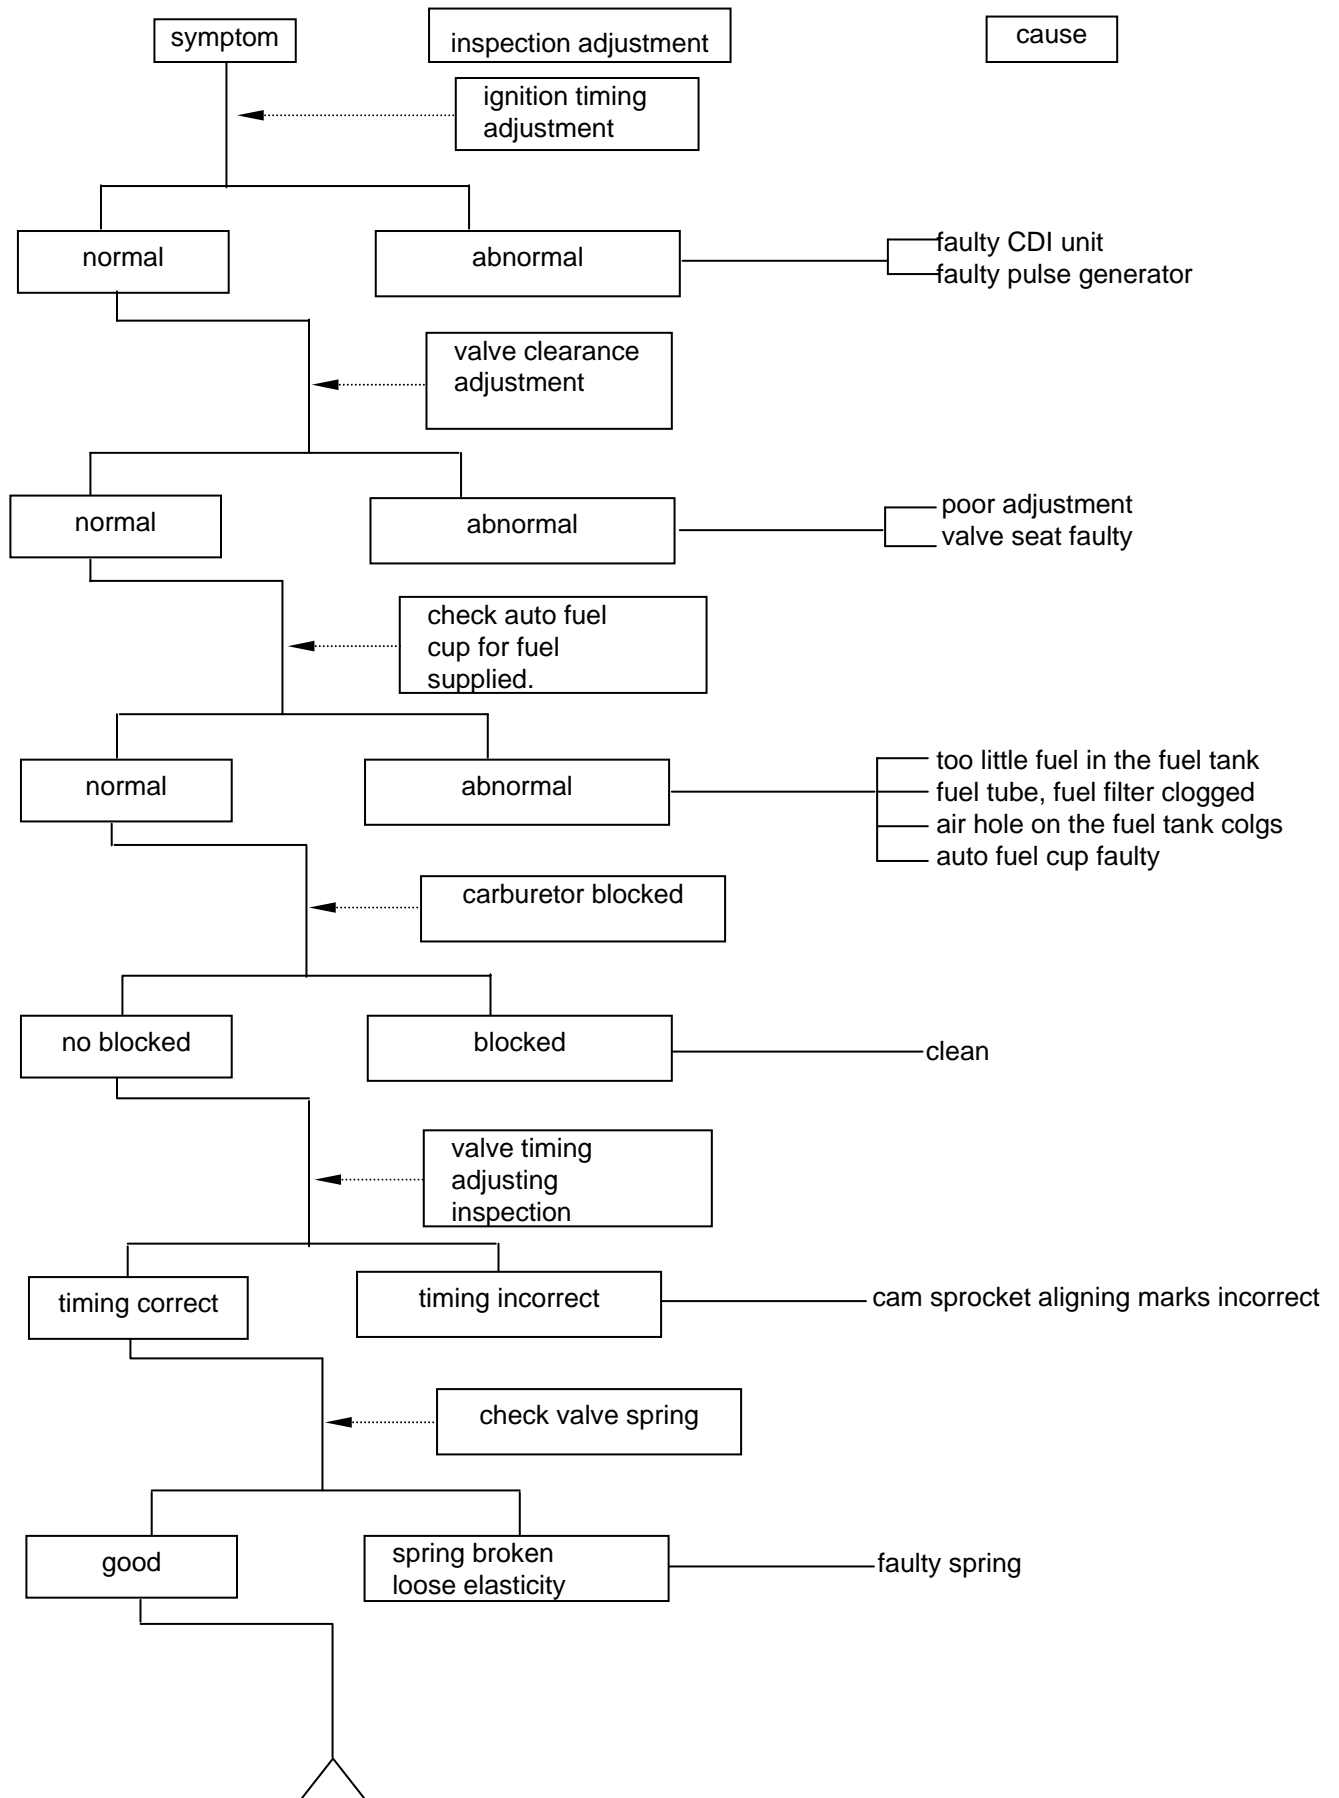 symptom
inspection adjustment
cause
ignition timing
adjustment
normal
abnormal
faulty CDI unit
faulty pulse generator
valve clearance
adjustment
normal
abnormal
poor adjustment
valve seat faulty
check auto fuel
cup for fuel
supplied.
normal
abnormal
too little fuel in the fuel tank
fuel tube, fuel filter clogged
air hole on the fuel tank colgs
auto fuel cup faulty
carburetor blocked
no blocked
blocked
clean
valve timing
adjusting
inspection
timing correct
timing incorrect
cam sprocket aligning marks incorrect
check valve spring
good
spring broken
loose elasticity
faulty spring